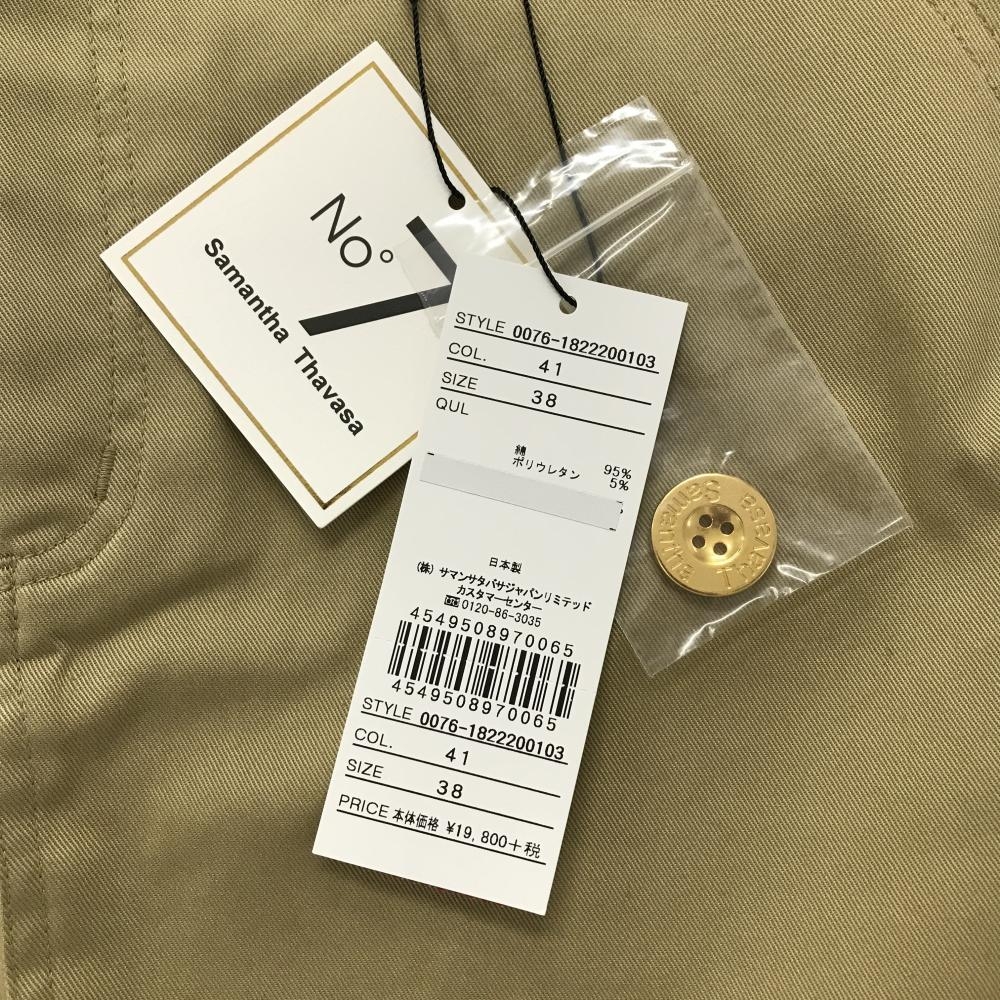 No° 7
Samantha Thavasa
STYLE 0076-1822200103
COL. 41
SIZE 38
QUL
綿 95%
ポリウレタン 5%
日本製
(株) サマンサタバサジャパンリミテッド
カスタマーセンター
0120-86-3035
4549508970065
4549508970065
STYLE 0076-1822200103
COL. 41
SIZE 38
PRICE 本体価格 ¥19,800+税
Samantha
Thavasa